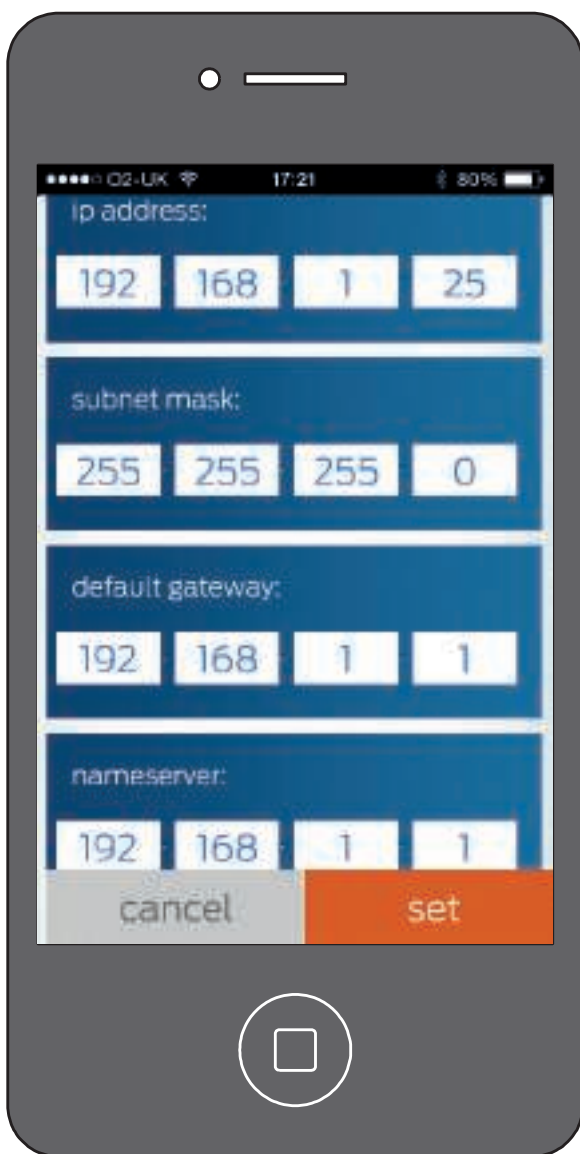 O2-UK 17:21 80%
ip address:
192 168 1 25
subnet mask:
255 255 255 0
default gateway:
192 168 1 1
nameserver:
192 168 1 1
cancel set